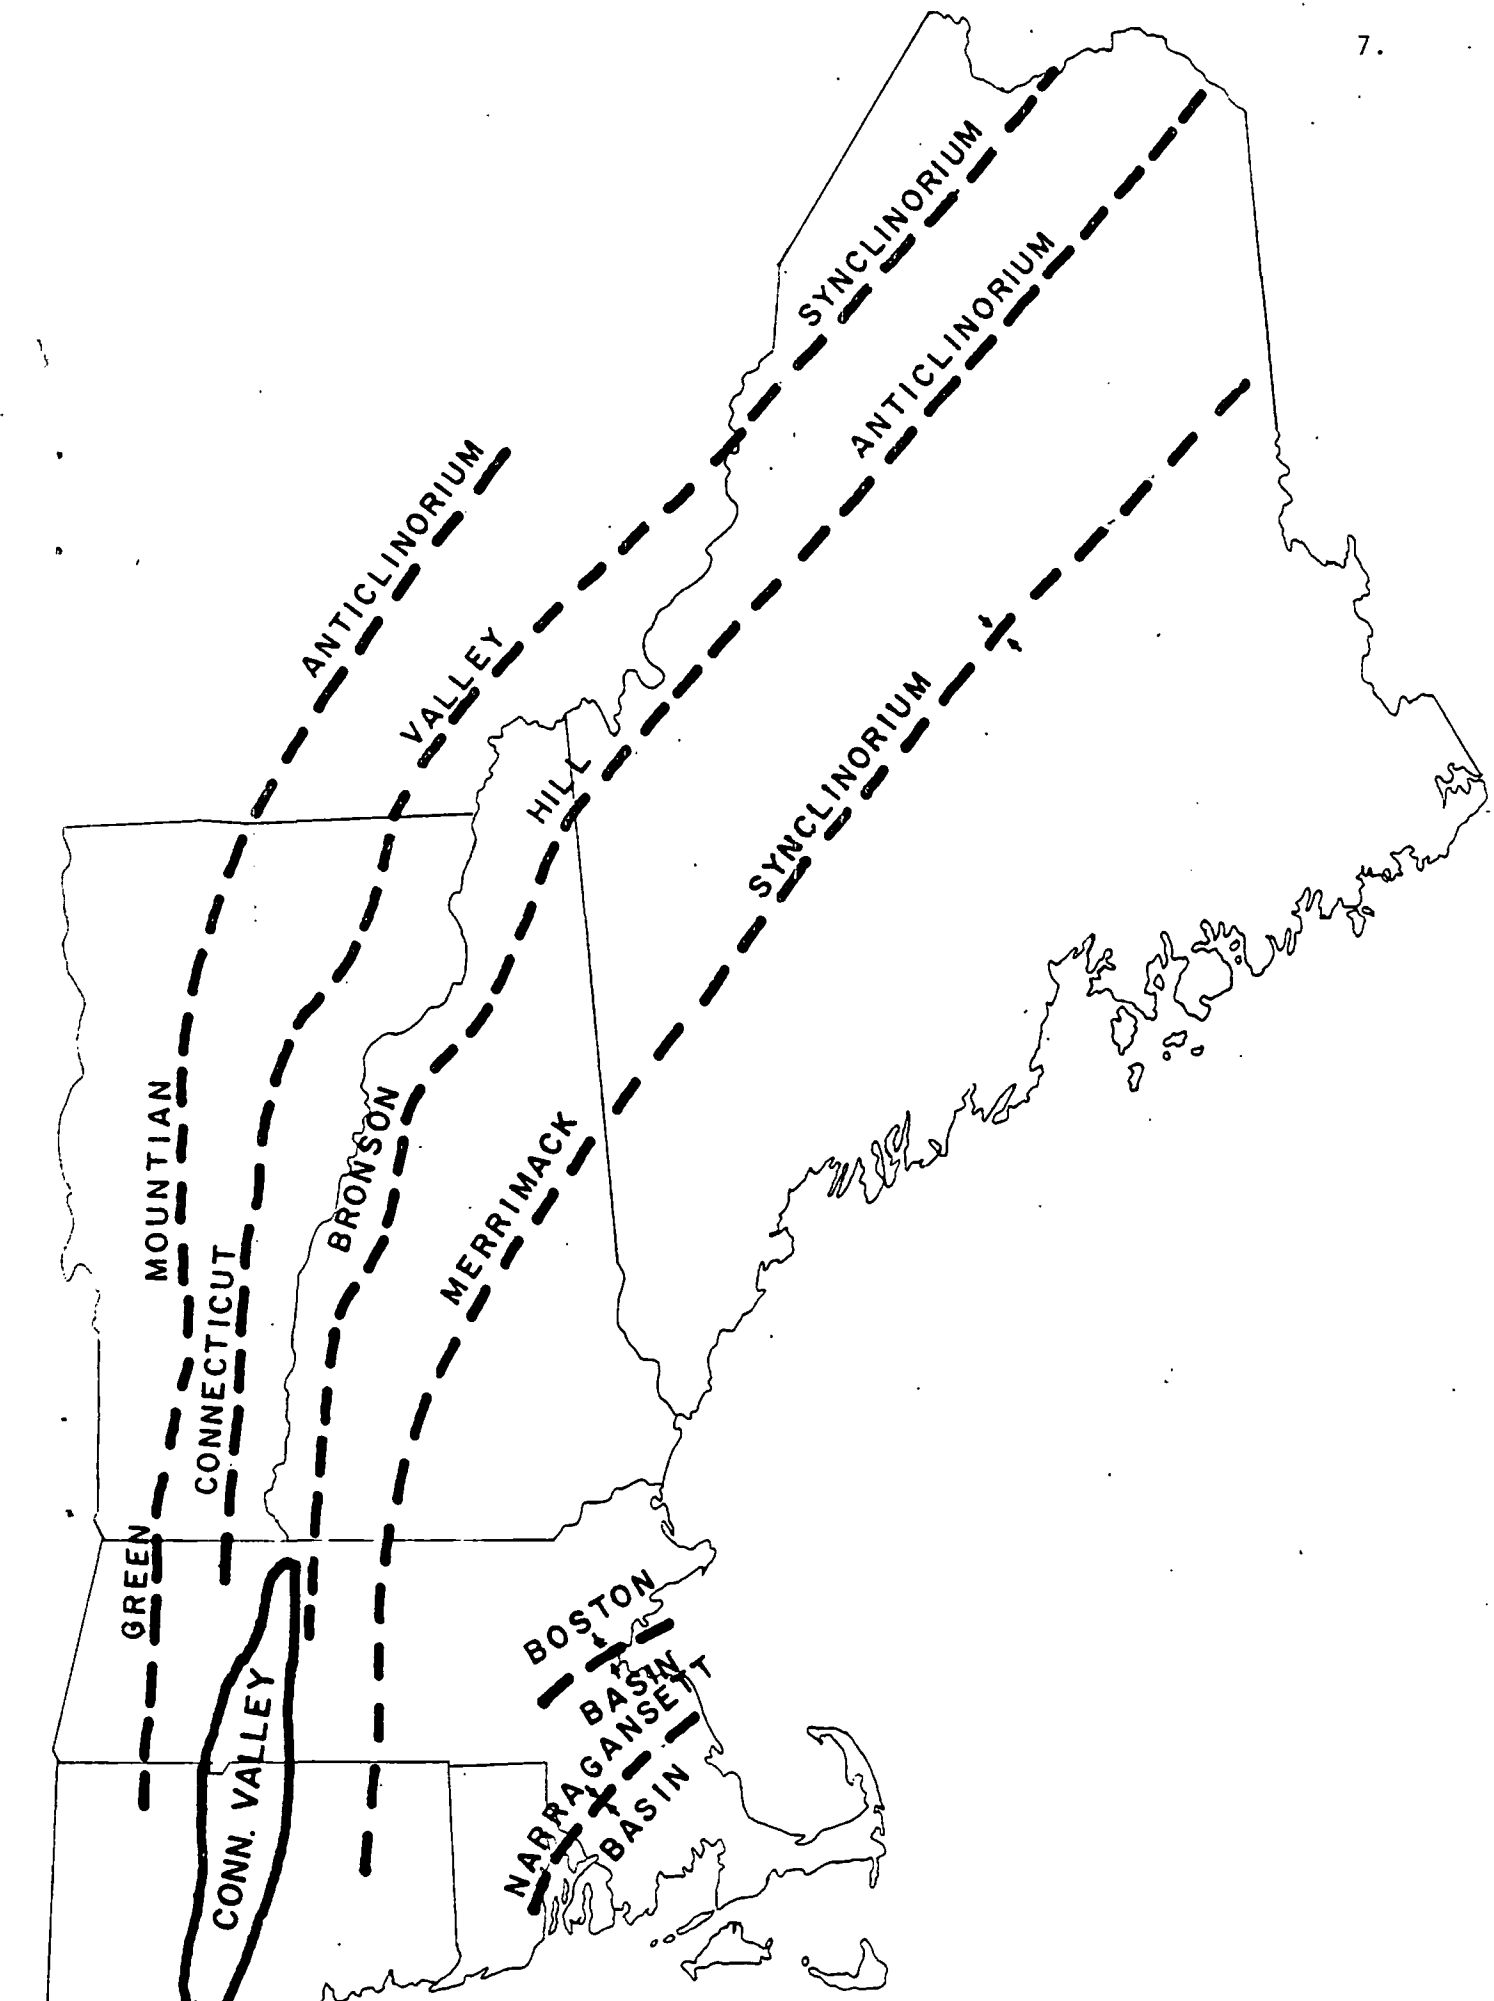 7.
GREEN MOUNTIAN ANTICLINORIUM
CONNECTICUT VALLEY SYNCLINORIUM
BRONSON HILL ANTICLINORIUM
MERRIMACK SYNCLINORIUM
BOSTON
BASIN
NARRAGANSETT
BASIN
CONN. VALLEY